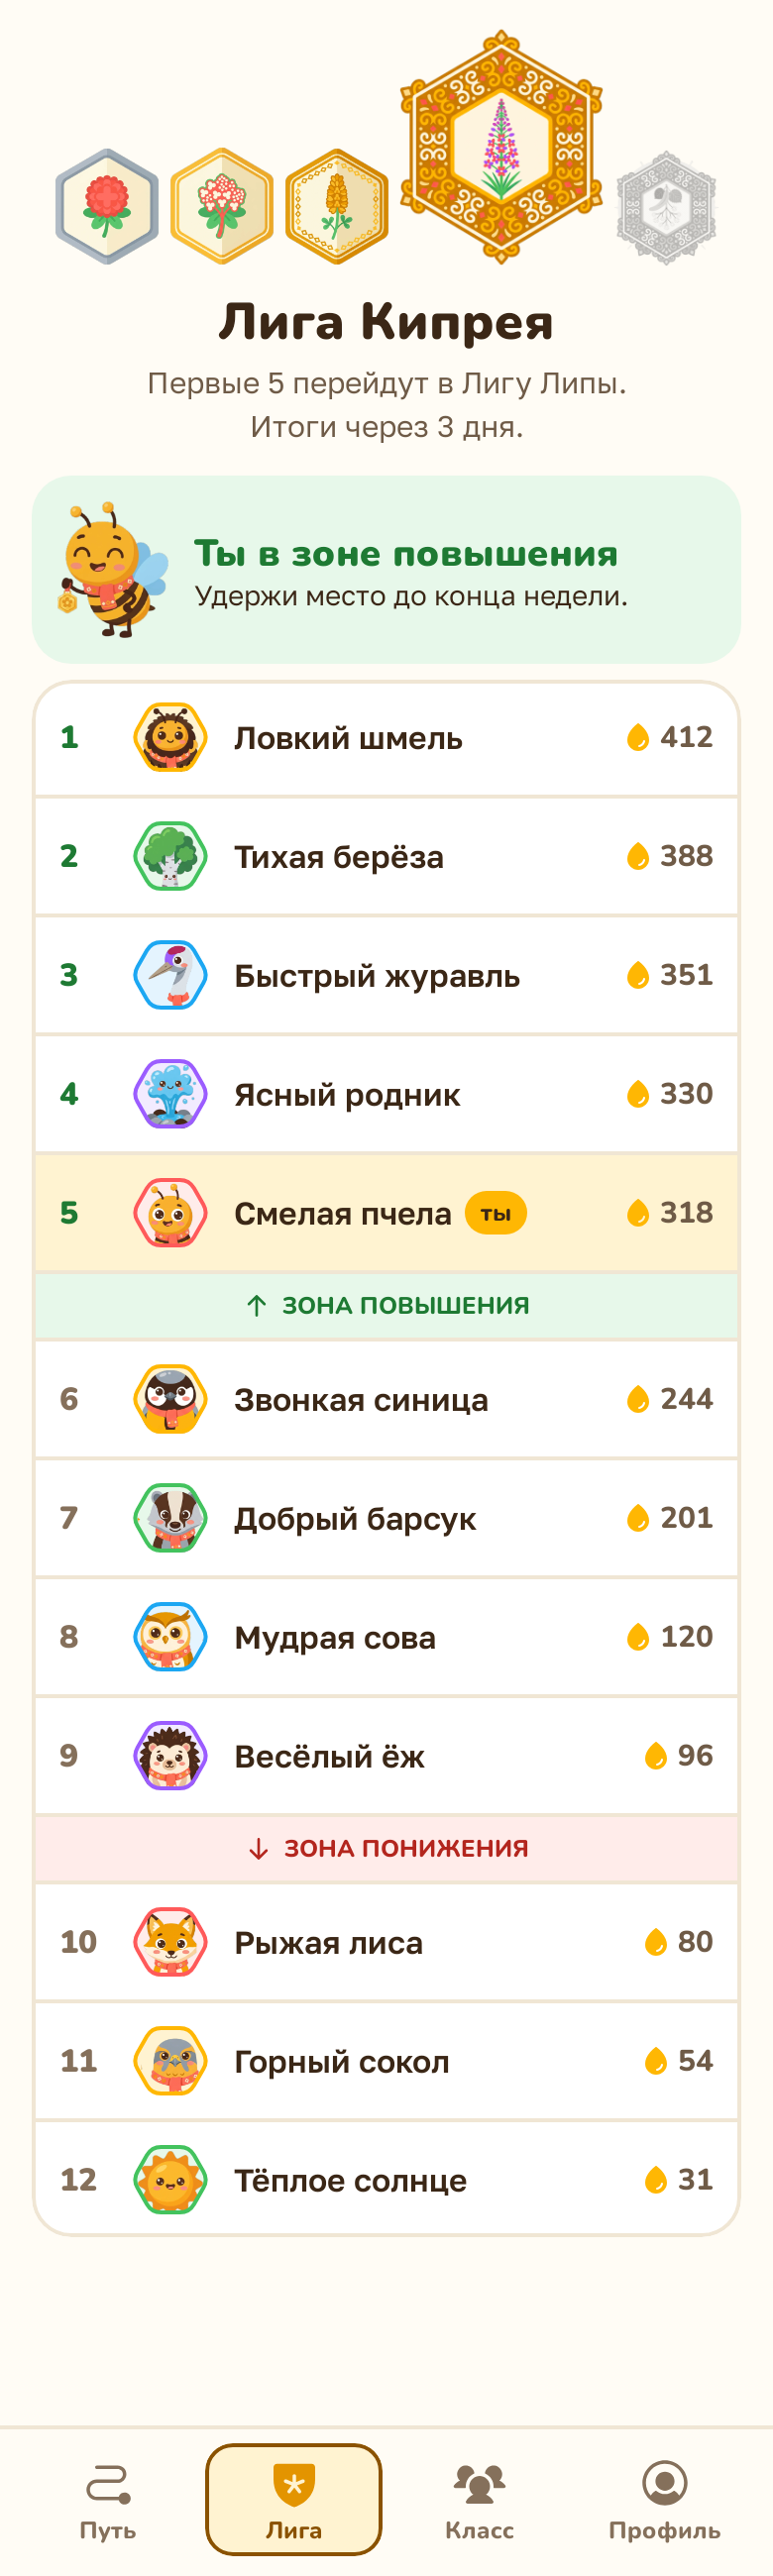 Лига Кипрея
Первые 5 перейдут в Лигу Липы.
Итоги через 3 дня.
Ты в зоне повышения
Удержи место до конца недели.
1 Ловкий шмель 412
2 Тихая берёза 388
3 Быстрый журавль 351
4 Ясный родник 330
5 Смелая пчела ты 318
↑ ЗОНА ПОВЫШЕНИЯ
6 Звонкая синица 244
7 Добрый барсук 201
8 Мудрая сова 120
9 Весёлый ёж 96
↓ ЗОНА ПОНИЖЕНИЯ
10 Рыжая лиса 80
11 Горный сокол 54
12 Тёплое солнце 31
Путь Лига Класс Профиль